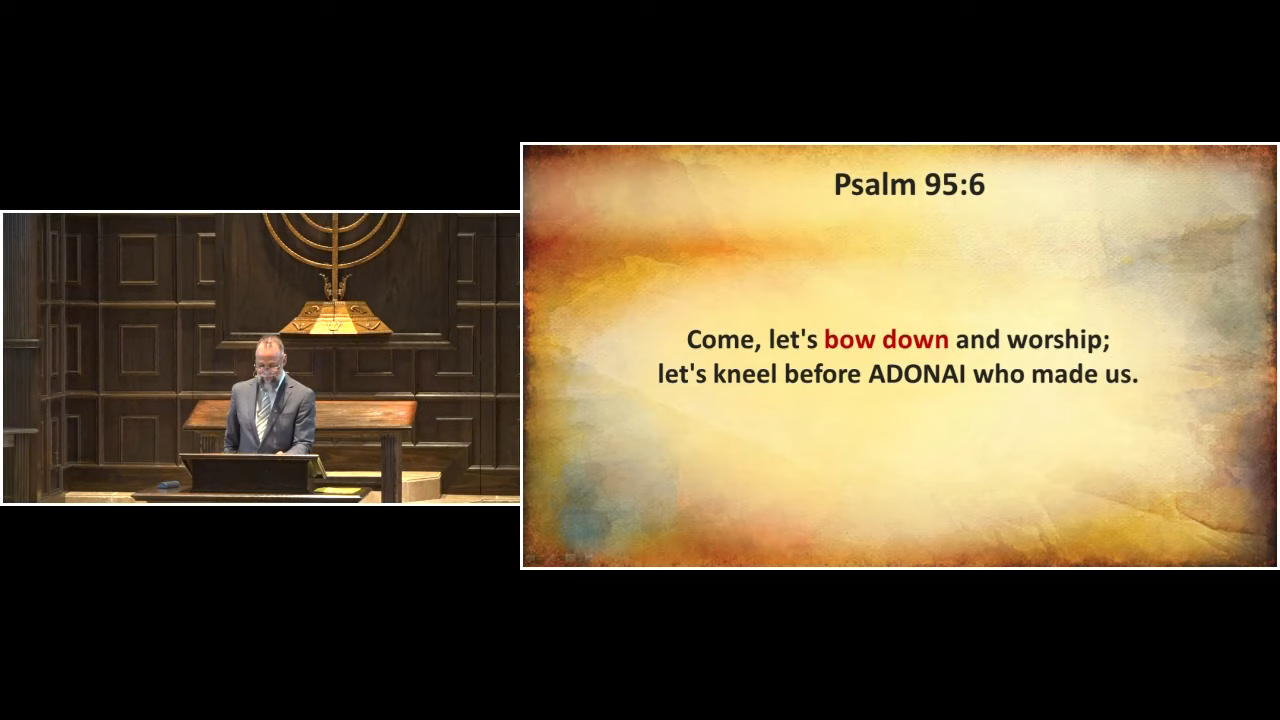 Psalm 95:6
Come, let's bow down and worship;
let's kneel before ADONAI who made us.